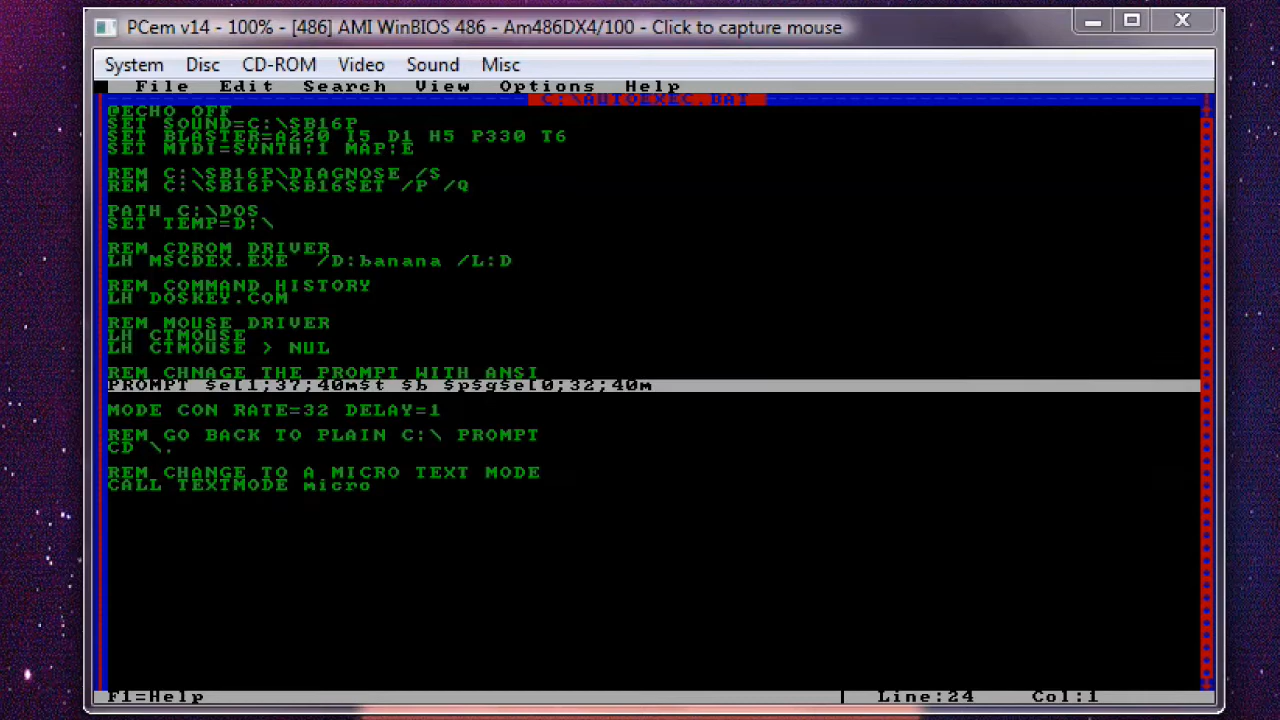 PCem v14 - 100% - [486] AMI WinBIOS 486 - Am486DX4/100 - Click to capture mouse
System Disc CD-ROM Video Sound Misc
File Edit Search View Options Help
C:\AUTOEXEC.BAT
@ECHO OFF
SET SOUND=C:\SB16P
SET BLASTER=A220 I5 D1 H5 P330 T6
SET MIDI=SYNTH:1 MAP:E
REM C:\SB16P\DIAGNOSE /S
REM C:\SB16P\SB16SET /P /Q
PATH C:\DOS
SET TEMP=D:\
REM CDROM DRIVER
LH MSCDEX.EXE /D:banana /L:D
REM COMMAND HISTORY
LH DOSKEY.COM
REM MOUSE DRIVER
LH CTMOUSE
LH CTMOUSE > NUL
REM CHNAGE THE PROMPT WITH ANSI
PROMPT $e[1;37;40m$t $b $p$g$e[0;32;40m
MODE CON RATE=32 DELAY=1
REM GO BACK TO PLAIN C:\ PROMPT
CD \.
REM CHANGE TO A MICRO TEXT MODE
CALL TEXTMODE micro
F1=Help Line:24 Col:1